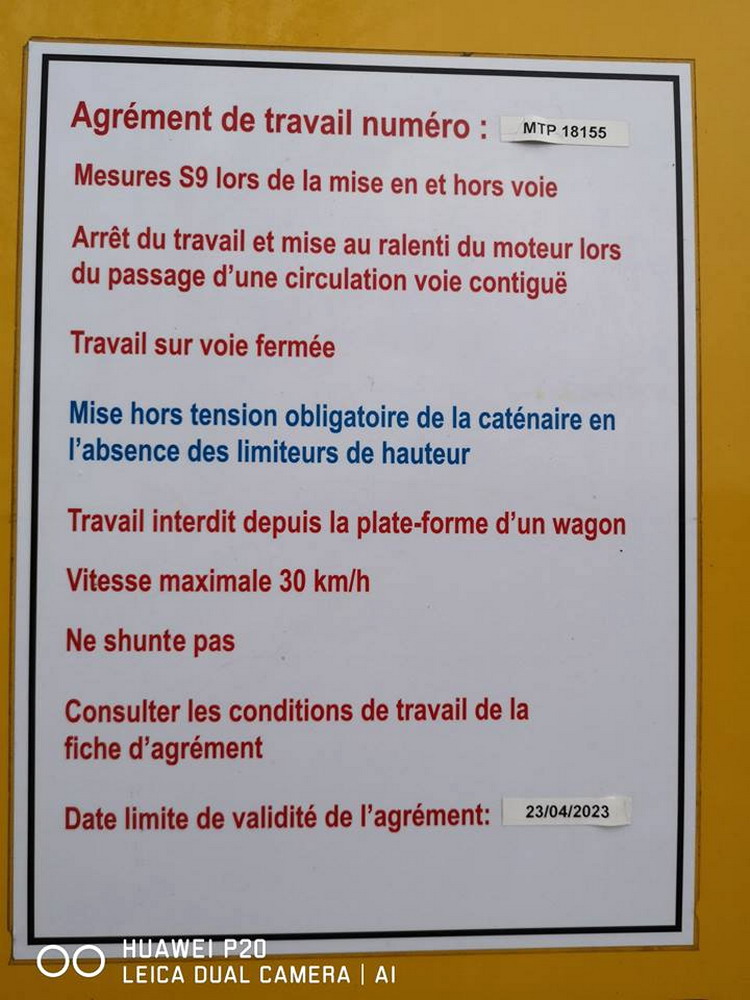 Agrément de travail numéro : MTP 18155
Mesures S9 lors de la mise en et hors voie
Arrêt du travail et mise au ralenti du moteur lors
du passage d'une circulation voie contiguë
Travail sur voie fermée
Mise hors tension obligatoire de la caténaire en
l'absence des limiteurs de hauteur
Travail interdit depuis la plate-forme d'un wagon
Vitesse maximale 30 km/h
Ne shunte pas
Consulter les conditions de travail de la
fiche d'agrément
Date limite de validité de l'agrément: 23/04/2023
HUAWEI P20
LEICA DUAL CAMERA | AI